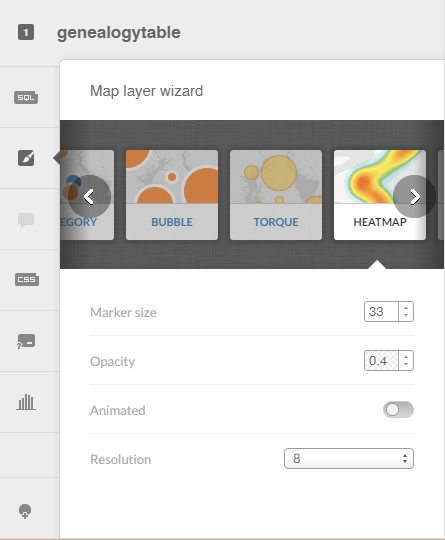 1 genealogytable
SQL
Map layer wizard
EGORY BUBBLE TORQUE HEATMAP
CSS
Marker size 33
Opacity 0.4
Animated
Resolution 8